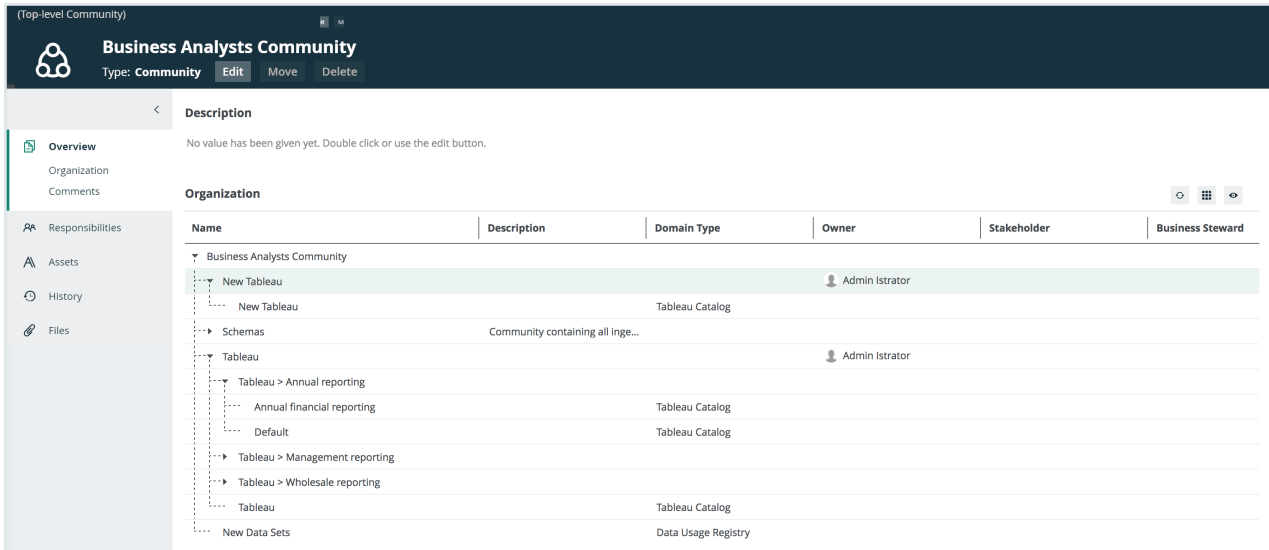 (Top-level Community)
e M
Business Analysts Community
Type: Community Edit Move Delete
Overview
Organization
Comments
Responsibilities
Assets
History
Files
Description
No value has been given yet. Double click or use the edit button.
Organization
Name Description Domain Type Owner Stakeholder Business Steward
Business Analysts Community
New Tableau Admin Istrator
New Tableau Tableau Catalog
Schemas Community containing all inge...
Tableau Admin Istrator
Tableau > Annual reporting
Annual financial reporting Tableau Catalog
Default Tableau Catalog
Tableau > Management reporting
Tableau > Wholesale reporting
Tableau Tableau Catalog
New Data Sets Data Usage Registry